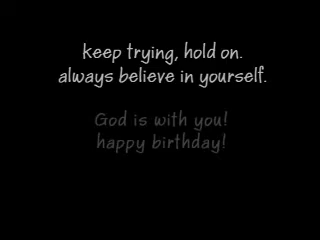 keep trying, hold on.
always believe in yourself.
God is with you!
happy birthday!